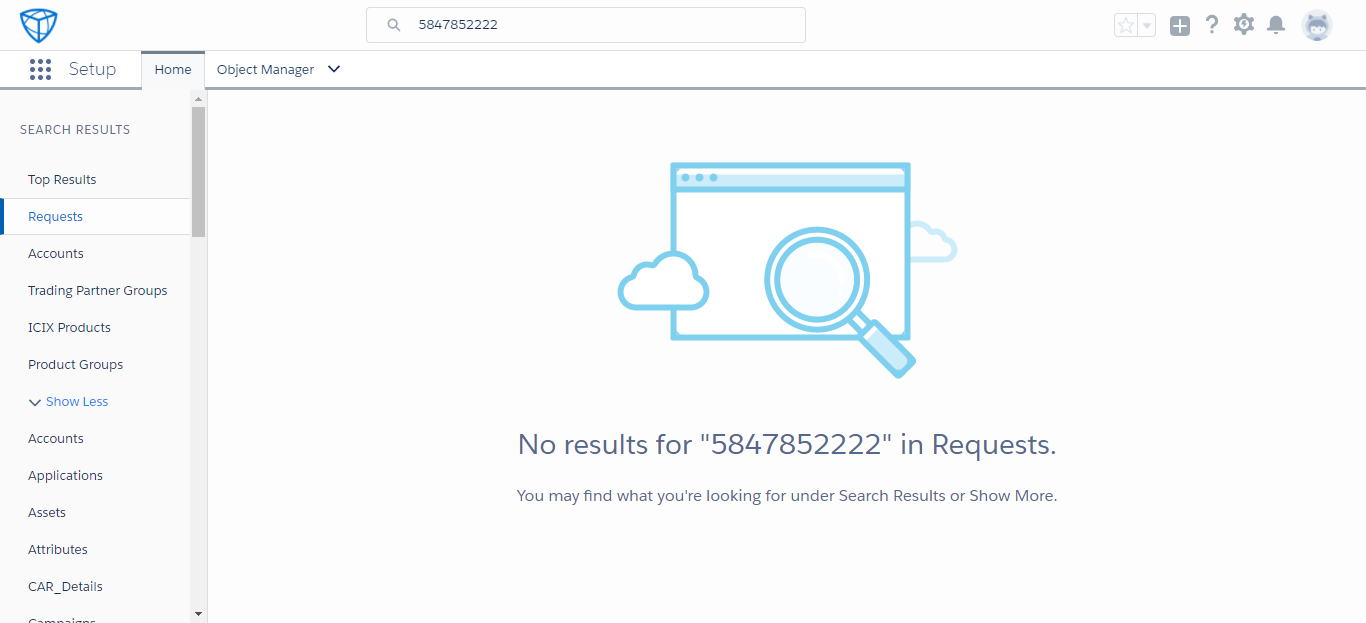 5847852222
Setup
Home
Object Manager
SEARCH RESULTS
Top Results
Requests
Accounts
Trading Partner Groups
ICIX Products
Product Groups
Show Less
Accounts
Applications
Assets
Attributes
CAR_Details
Campaigns
No results for "5847852222" in Requests.
You may find what you're looking for under Search Results or Show More.